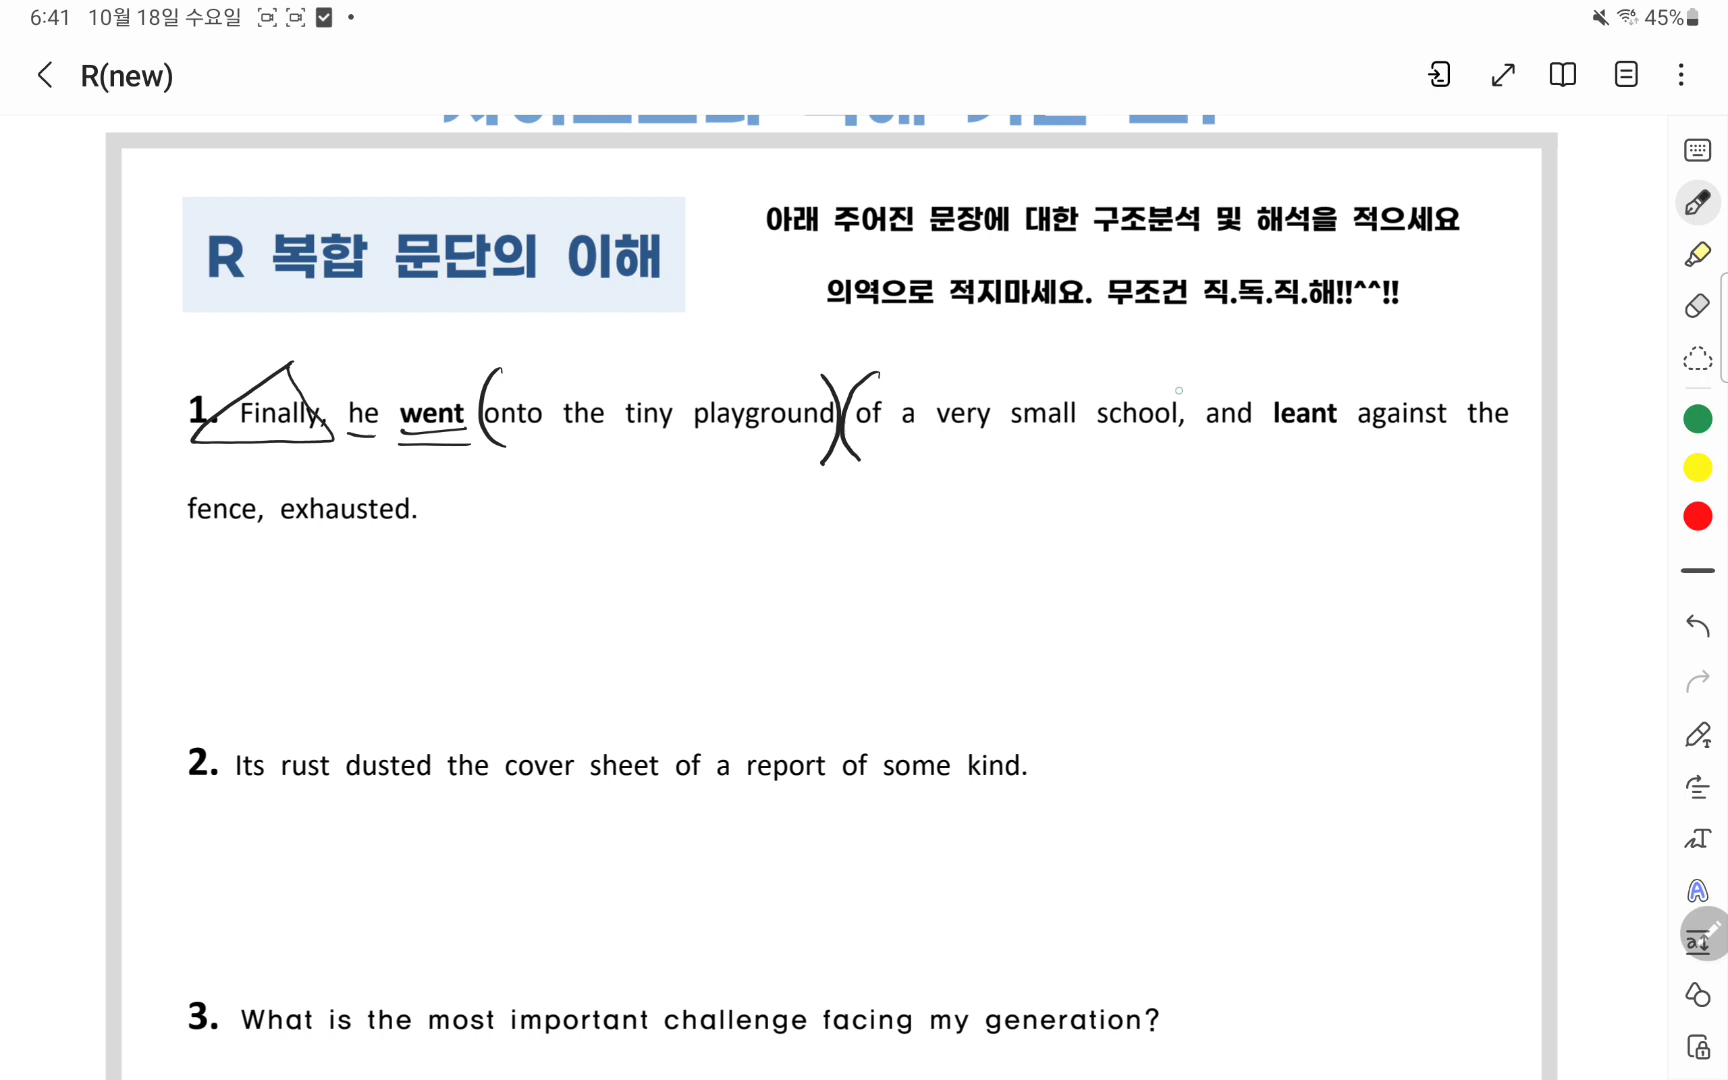 6:41 10월 18일 수요일
45%
R(new)
R 복합 문단의 이해
아래 주어진 문장에 대한 구조분석 및 해석을 적으세요
의역으로 적지마세요. 무조건 직.독.직.해!!^^!!
1. Finally, he went onto the tiny playground of a very small school, and leant against the
fence, exhausted.
2. Its rust dusted the cover sheet of a report of some kind.
3. What is the most important challenge facing my generation?